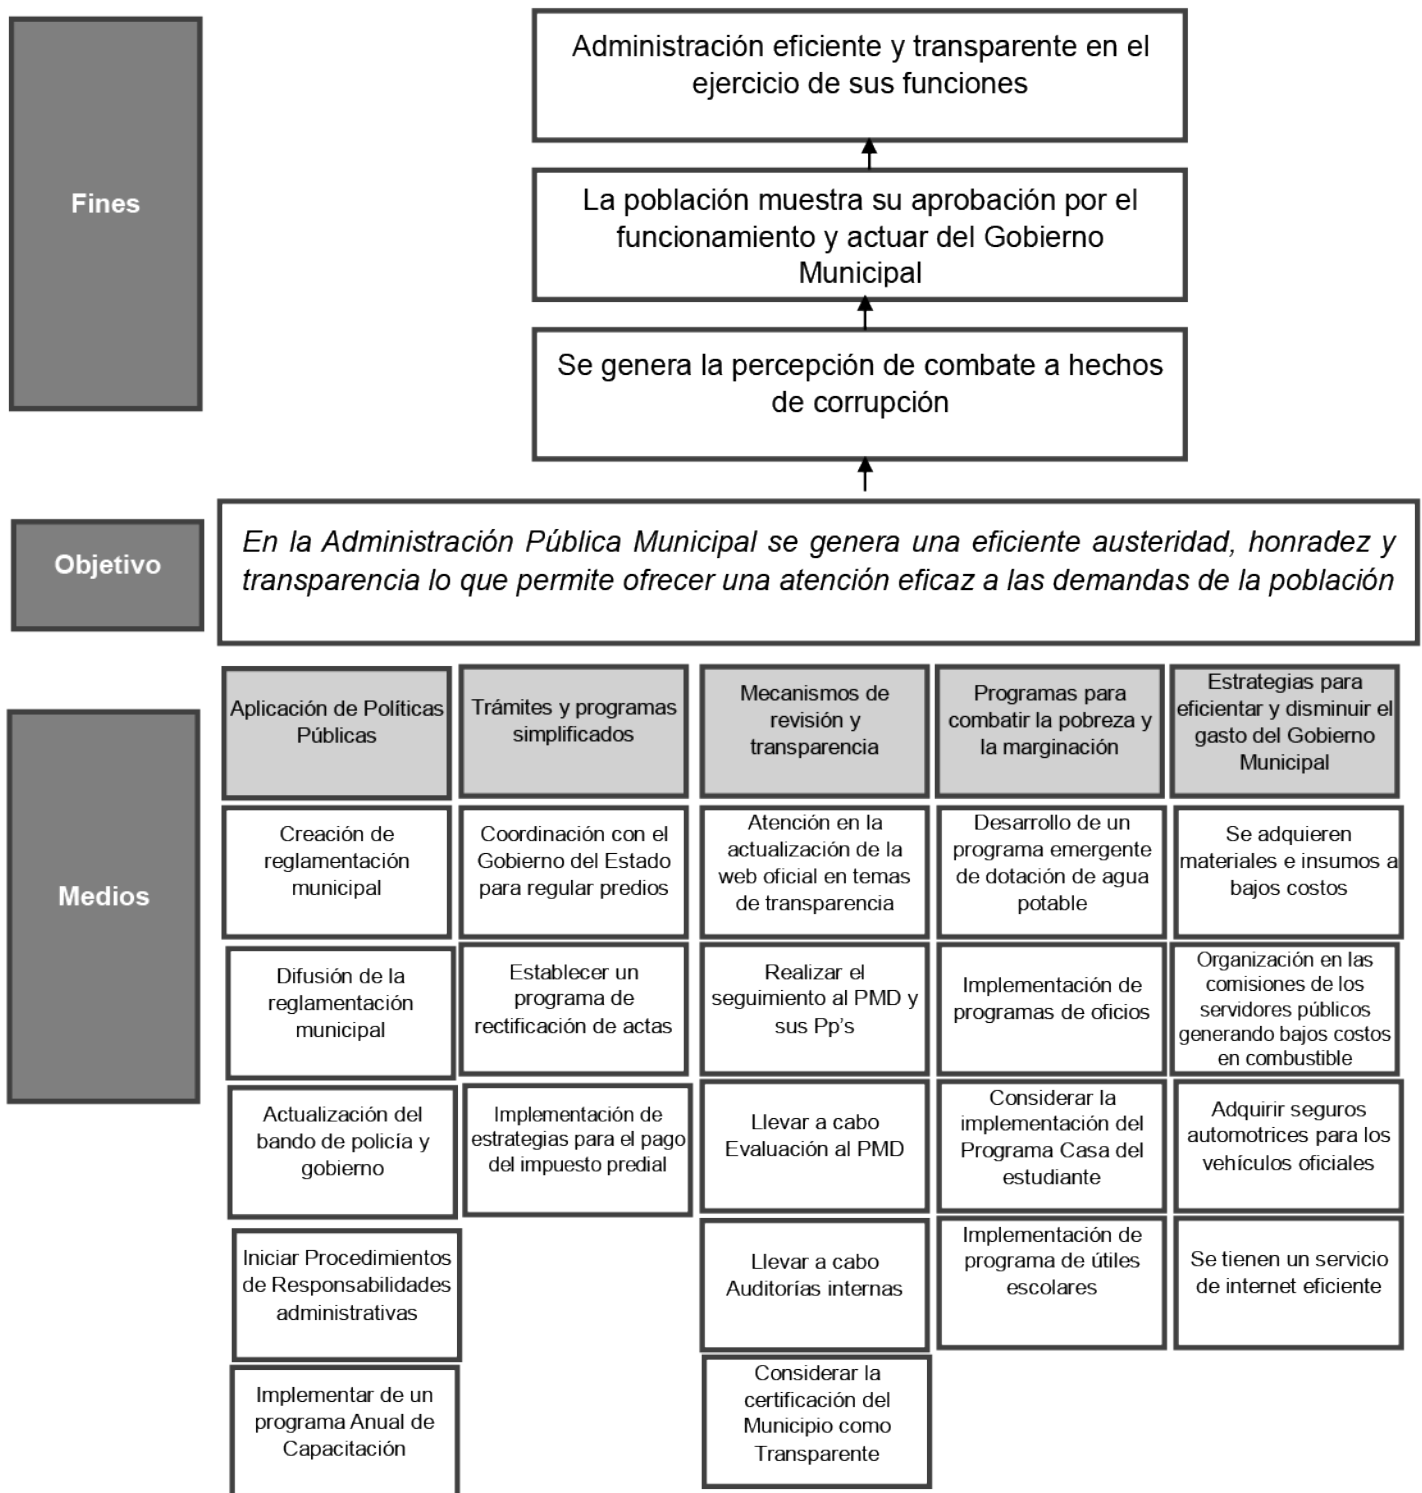 Fines
Administración eficiente y transparente en el
ejercicio de sus funciones
La población muestra su aprobación por el
funcionamiento y actuar del Gobierno
Municipal
Se genera la percepción de combate a hechos
de corrupción
Objetivo
En la Administración Pública Municipal se genera una eficiente austeridad, honradez y
transparencia lo que permite ofrecer una atención eficaz a las demandas de la población
Medios
Aplicación de Políticas
Públicas
Creación de
reglamentación
municipal
Difusión de la
reglamentación
municipal
Actualización del
bando de policía y
gobierno
Iniciar Procedimientos
de Responsabilidades
administrativas
Implementar de un
programa Anual de
Capacitación
Trámites y programas
simplificados
Coordinación con el
Gobierno del Estado
para regular predios
Establecer un
programa de
rectificación de actas
Implementación de
estrategias para el pago
del impuesto predial
Mecanismos de
revisión y
transparencia
Atención en la
actualización de la
web oficial en temas
de transparencia
Realizar el
seguimiento al PMD y
sus Pp's
Llevar a cabo
Evaluación al PMD
Llevar a cabo
Auditorías internas
Considerar la
certificación del
Municipio como
Transparente
Programas para
combatir la pobreza y
la marginación
Desarrollo de un
programa emergente
de dotación de agua
potable
Implementación de
programas de oficios
Considerar la
implementación del
Programa Casa del
estudiante
Implementación de
programa de útiles
escolares
Estrategias para
eficientar y disminuir el
gasto del Gobierno
Municipal
Se adquieren
materiales e insumos a
bajos costos
Organización en las
comisiones de los
servidores públicos
generando bajos costos
en combustible
Adquirir seguros
automotrices para los
vehículos oficiales
Se tienen un servicio
de internet eficiente